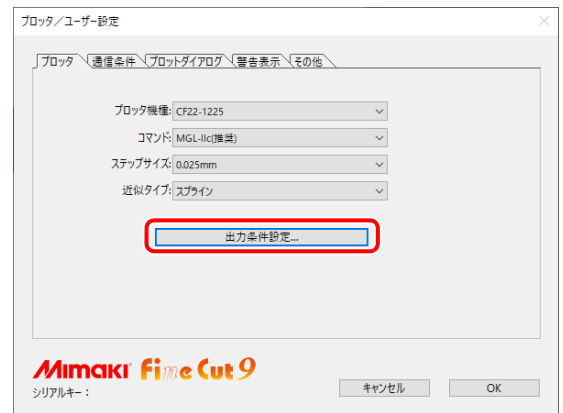 プロッタ／ユーザー設定
プロッタ 通信条件 プロットダイアログ 警告表示 その他
プロッタ機種: CF22-1225
コマンド: MGL-IIc(推奨)
ステップサイズ: 0.025mm
近似タイプ: スプライン
出力条件設定...
Mimaki Fine Cut 9
シリアルキー：
キャンセル OK